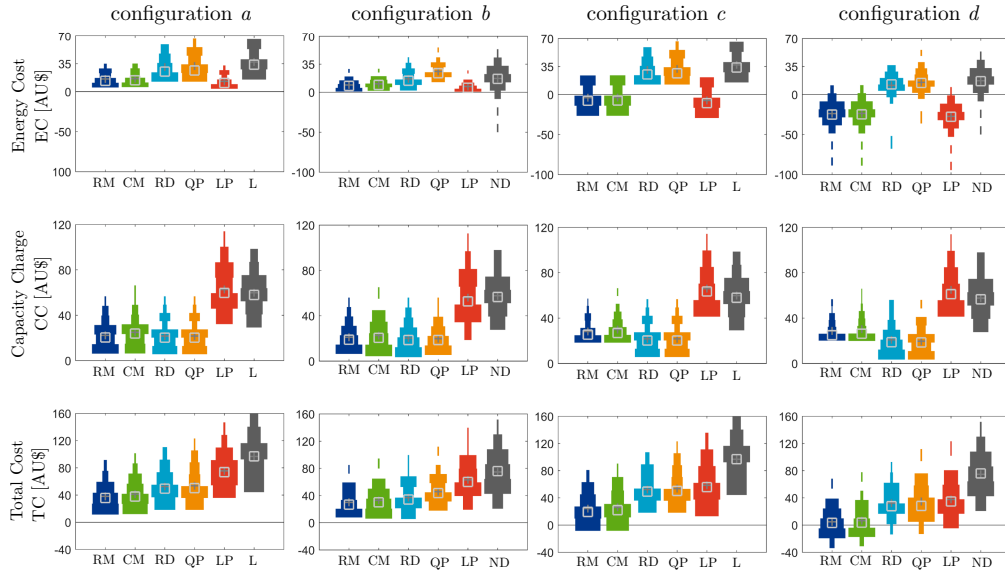 configuration a configuration b configuration c configuration d
Energy Cost
EC [AU$]
70 70 70 70
35 35 35 35
0 0 0 0
-50 -50 -50 -50
100 -100 -100 -100
RM CM RD QP LP L RM CM RD QP LP ND RM CM RD QP LP L RM CM RD QP LP ND
Capacity Charge
CC [AU$]
120 120 120 120
80 80 80 80
40 40 40 40
0 0 0 0
RM CM RD QP LP L RM CM RD QP LP ND RM CM RD QP LP L RM CM RD QP LP ND
Total Cost
TC [AU$]
160 160 160 160
120 120 120 120
80 80 80 80
40 40 40 40
0 0 0 0
-40 -40 -40 -40
RM CM RD QP LP L RM CM RD QP LP ND RM CM RD QP LP L RM CM RD QP LP ND